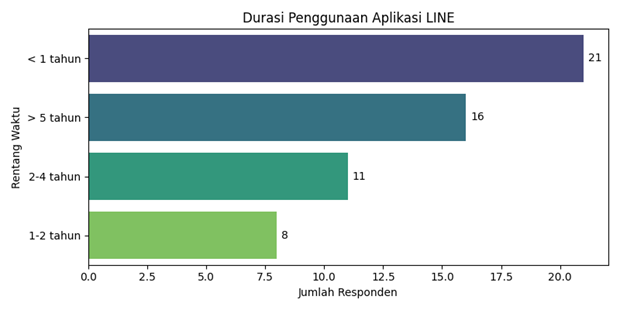 Durasi Penggunaan Aplikasi LINE
Rentang Waktu
< 1 tahun
21
> 5 tahun
16
2-4 tahun
11
1-2 tahun
8
0.0 2.5 5.0 7.5 10.0 12.5 15.0 17.5 20.0
Jumlah Responden